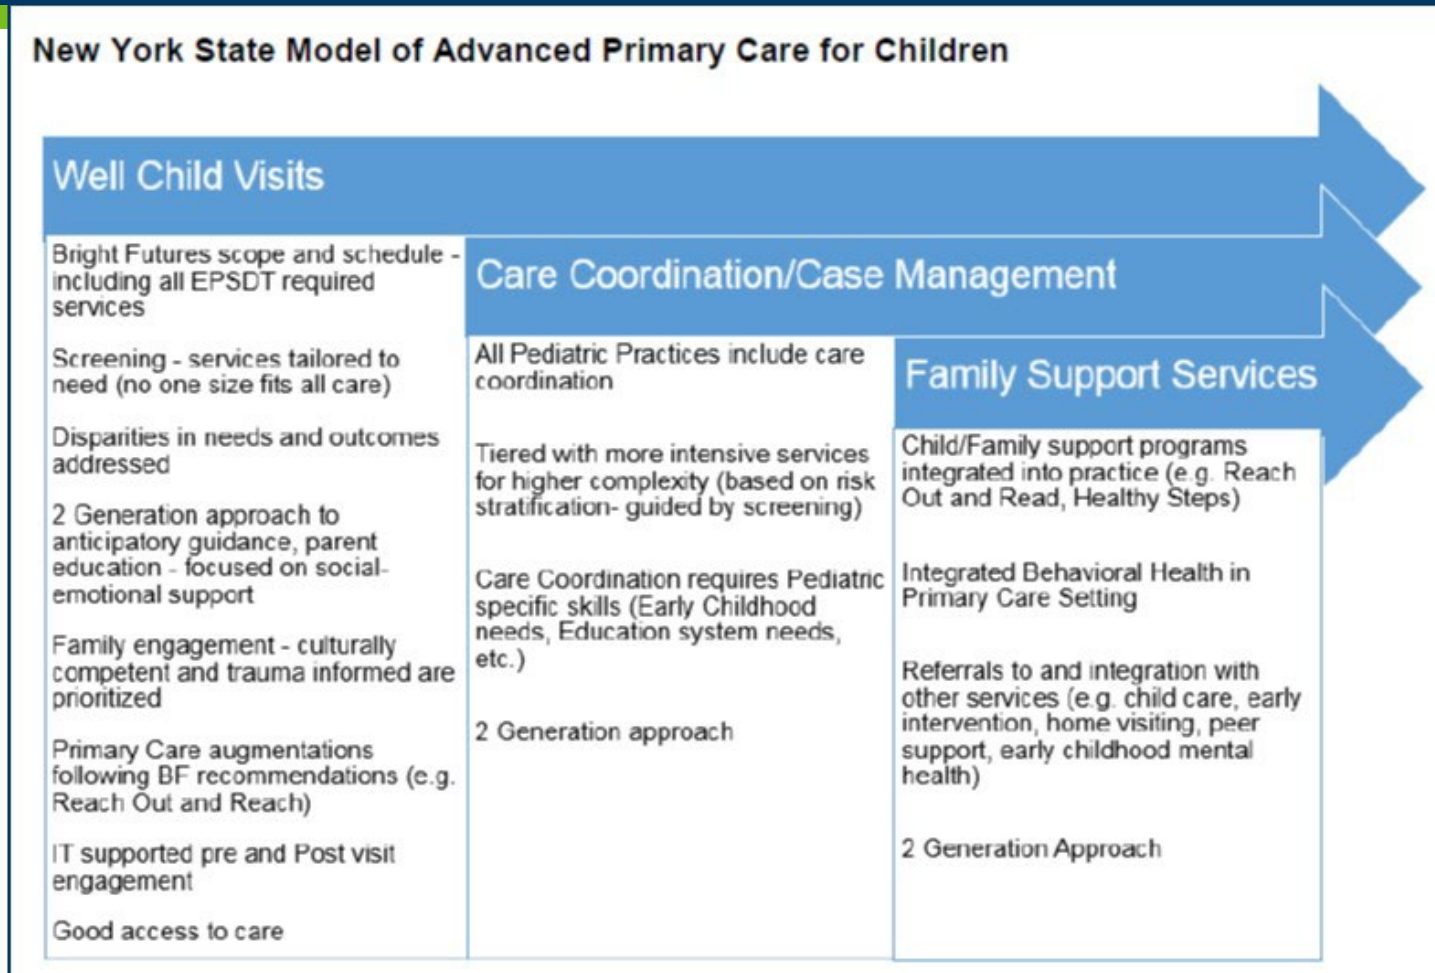 New York State Model of Advanced Primary Care for Children
Well Child Visits
Bright Futures scope and schedule -
including all EPSDT required
services
Screening - services tailored to
need (no one size fits all care)
Disparities in needs and outcomes
addressed
2 Generation approach to
anticipatory guidance, parent
education - focused on social-
emotional support
Family engagement - culturally
competent and trauma informed are
prioritized
Primary Care augmentations
following BF recommendations (e.g.
Reach Out and Reach)
IT supported pre and Post visit
engagement
Good access to care
Care Coordination/Case Management
All Pediatric Practices include care
coordination
Tiered with more intensive services
for higher complexity (based on risk
stratification- guided by screening)
Care Coordination requires Pediatric
specific skills (Early Childhood
needs, Education system needs,
etc.)
2 Generation approach
Family Support Services
Child/Family support programs
integrated into practice (e.g. Reach
Out and Read, Healthy Steps)
Integrated Behavioral Health in
Primary Care Setting
Referrals to and integration with
other services (e.g. child care, early
intervention, home visiting, peer
support, early childhood mental
health)
2 Generation Approach